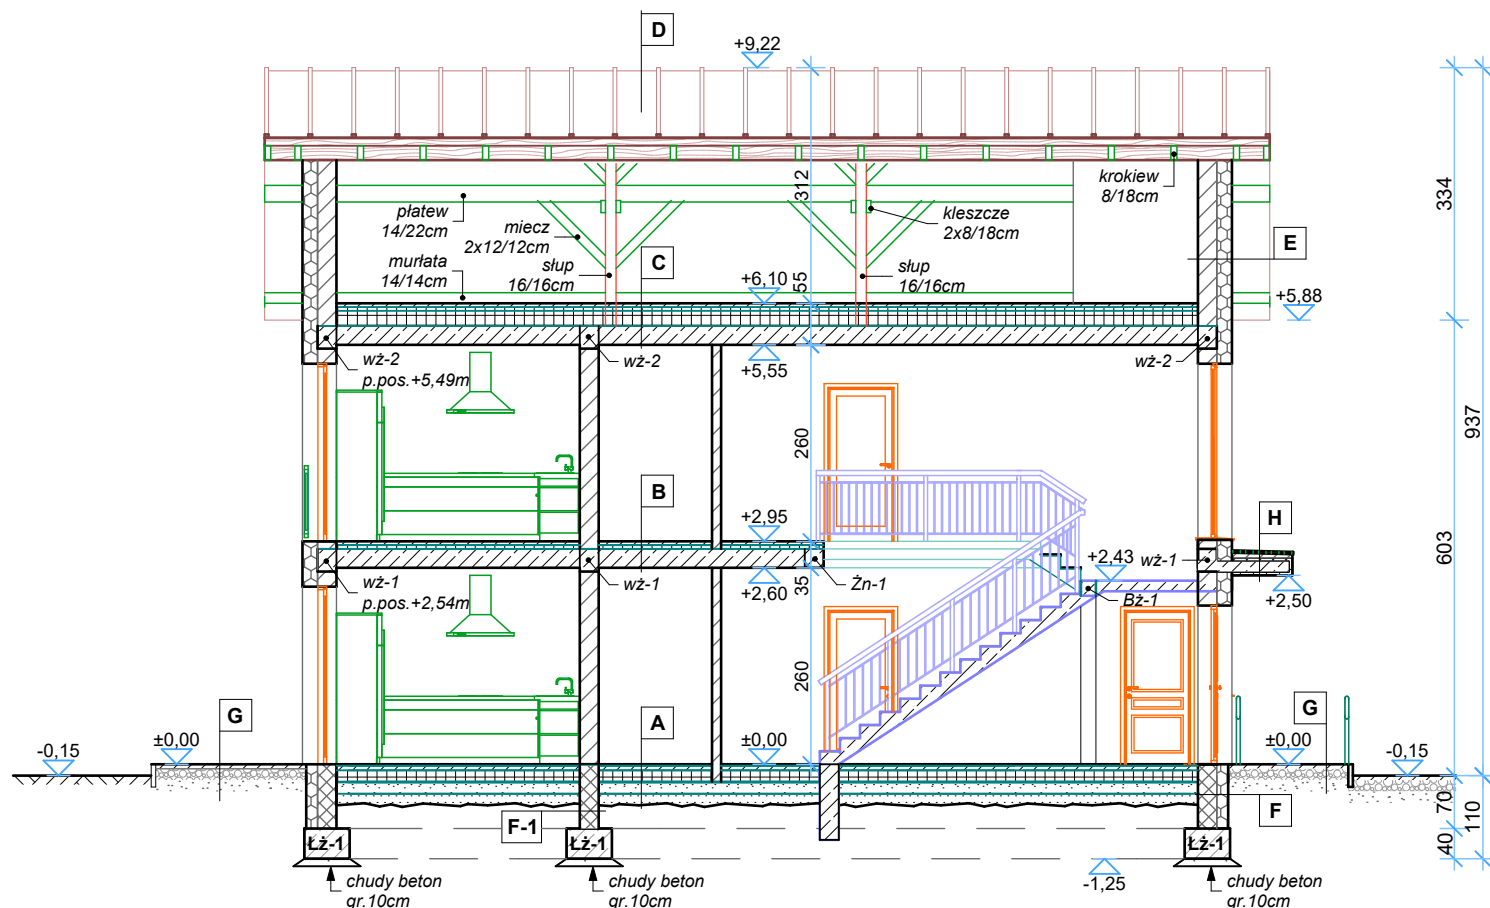 D
+9,22
312
334
krokiew
8/18cm
płatew
14/22cm
miecz
2x12/12cm
kleszcze
2x8/18cm
murłata
14/14cm
słup
16/16cm
C
słup
16/16cm
E
+6,10
55
+5,88
wż-2
p.pos.+5,49m
wż-2
+5,55
wż-2
937
260
B
+2,95
H
603
wż-1
p.pos.+2,54m
wż-1
+2,60
35
Żn-1
+2,43
Bż-1
wż-1
+2,50
260
G
A
G
-0,15
±0,00
±0,00
±0,00
-0,15
F-1
F
70
110
40
Łż-1
Łż-1
Łż-1
-1,25
chudy beton
gr.10cm
chudy beton
gr.10cm
chudy beton
gr.10cm